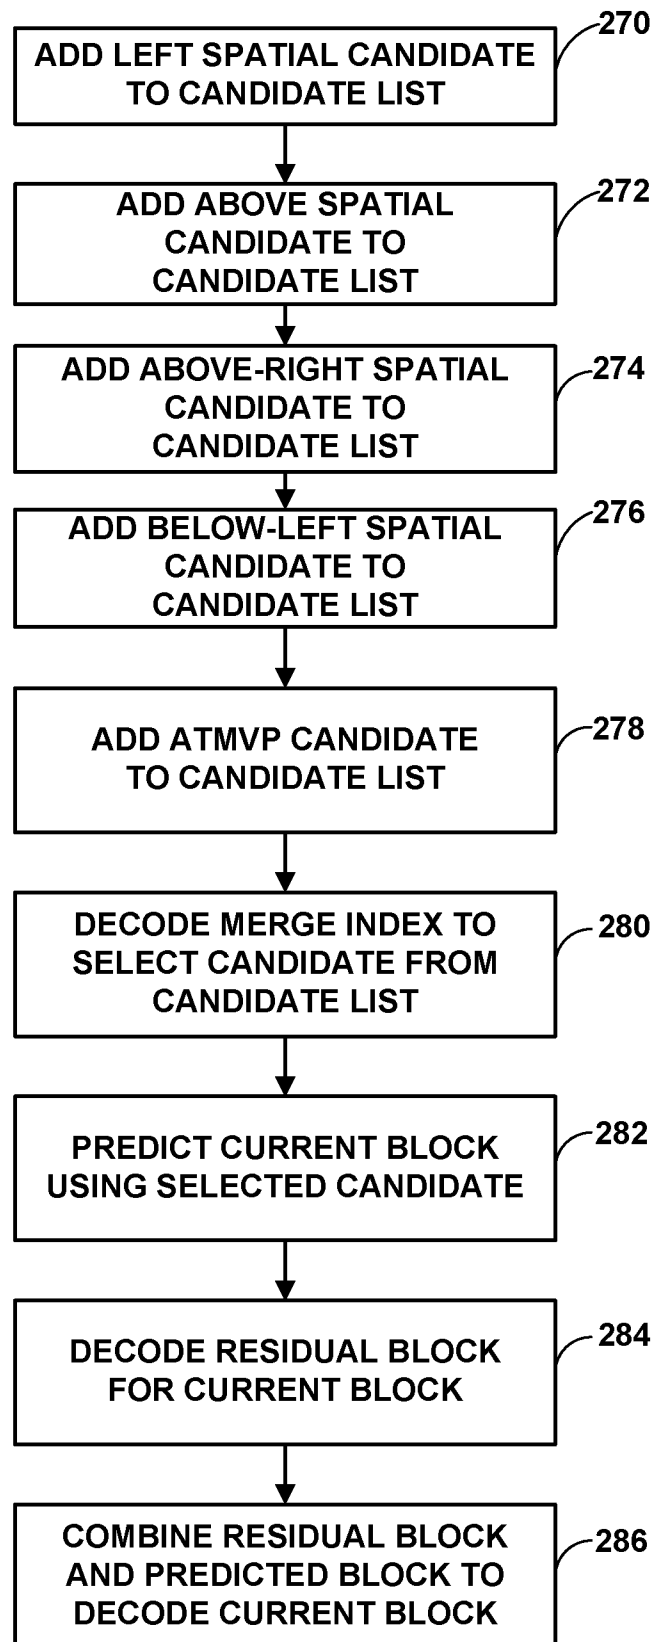 270
ADD LEFT SPATIAL CANDIDATE
TO CANDIDATE LIST
272
ADD ABOVE SPATIAL
CANDIDATE TO
CANDIDATE LIST
274
ADD ABOVE-RIGHT SPATIAL
CANDIDATE TO
CANDIDATE LIST
276
ADD BELOW-LEFT SPATIAL
CANDIDATE TO
CANDIDATE LIST
278
ADD ATMVP CANDIDATE
TO CANDIDATE LIST
280
DECODE MERGE INDEX TO
SELECT CANDIDATE FROM
CANDIDATE LIST
282
PREDICT CURRENT BLOCK
USING SELECTED CANDIDATE
284
DECODE RESIDUAL BLOCK
FOR CURRENT BLOCK
286
COMBINE RESIDUAL BLOCK
AND PREDICTED BLOCK TO
DECODE CURRENT BLOCK